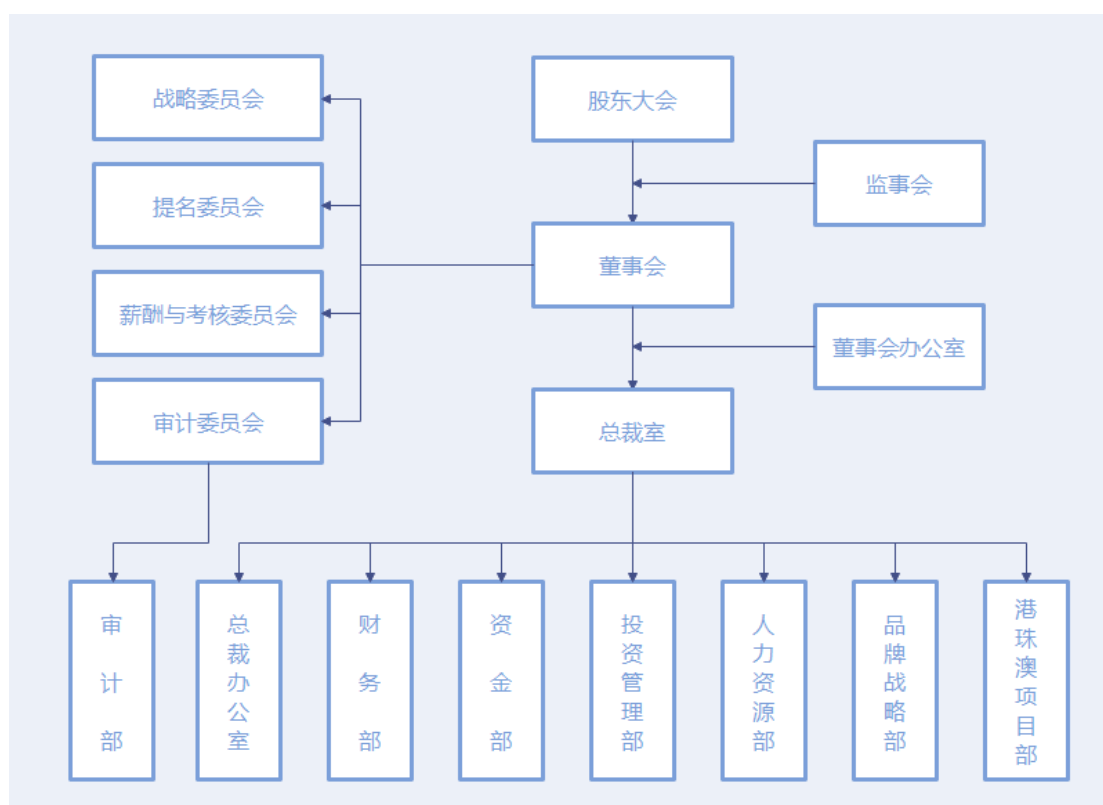 战略委员会
股东大会
监事会
提名委员会
董事会
薪酬与考核委员会
董事会办公室
审计委员会
总裁室
审计部
总裁办公室
财务部
资金部
投资管理部
人力资源部
品牌战略部
港珠澳项目部